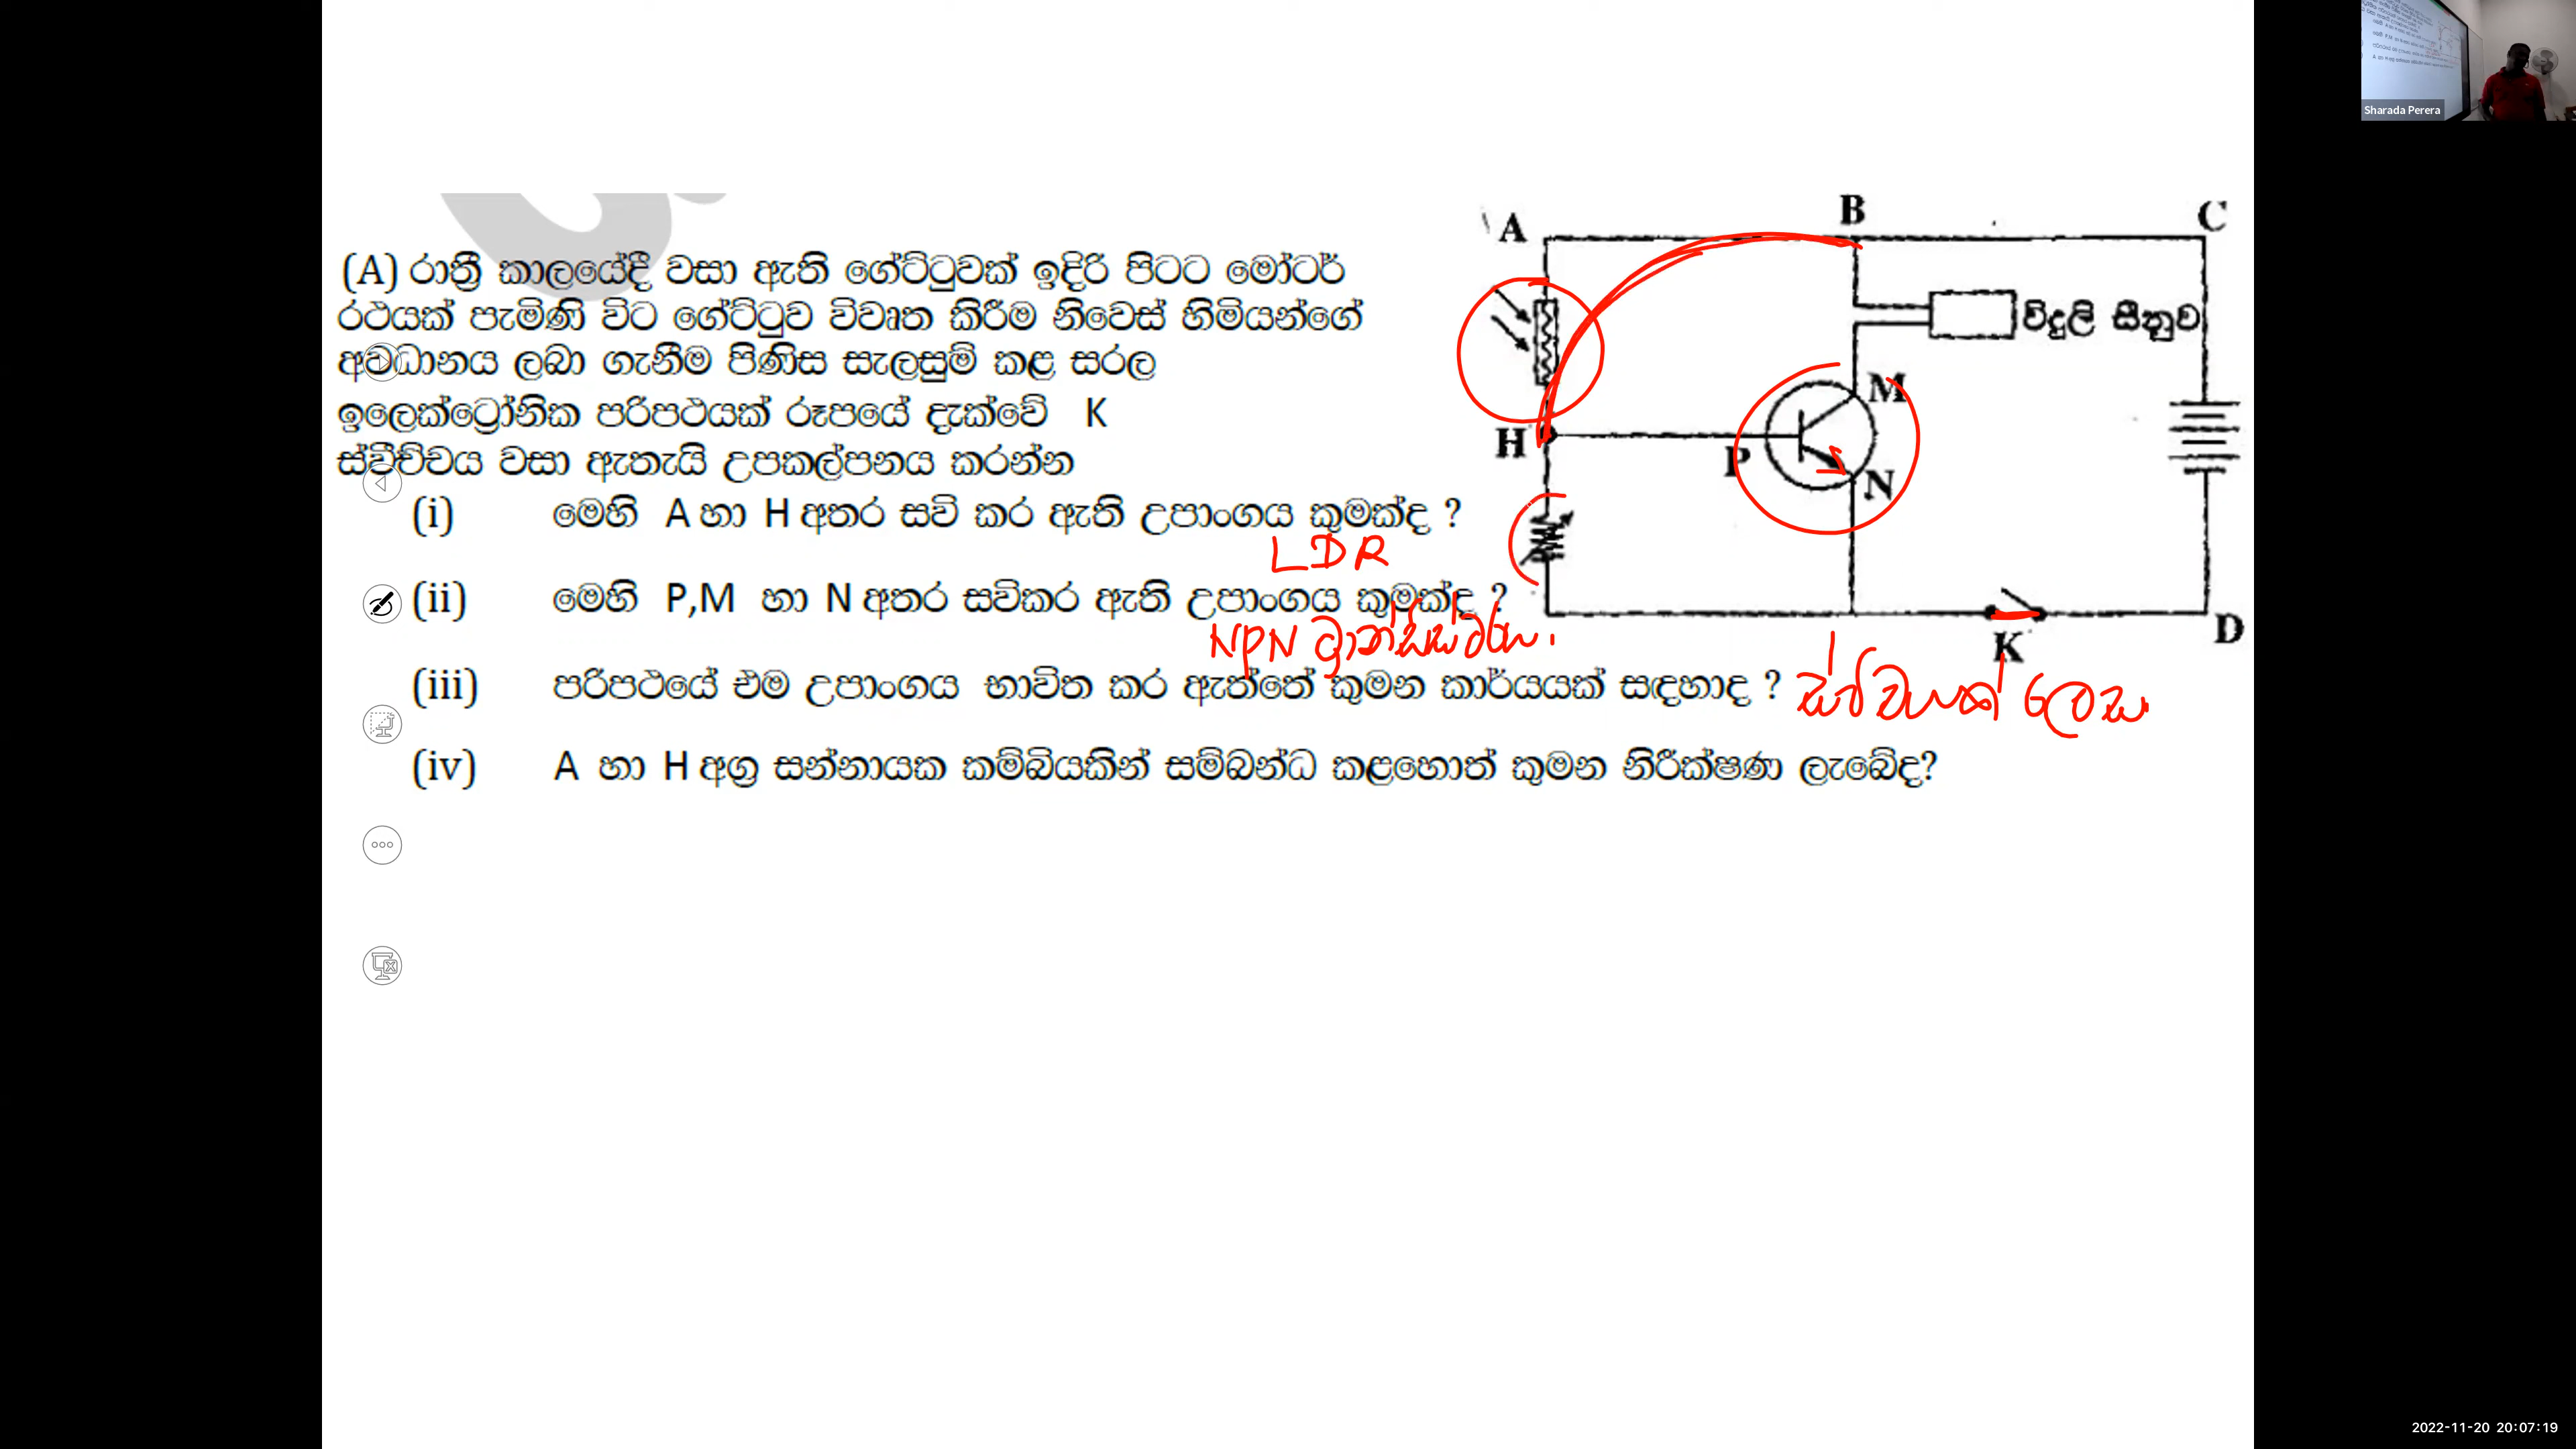 Sharada Perera
A
B
C
(A) රාත්‍රී කාලයේදී වසා ඇති ගේට්ටුවක් ඉදිරි පිටට මෝටර්
රථයක් පැමිණි විට ගේට්ටුව විවෘත කිරීම නිවෙස් හිමියන්ගේ
අවධානය ලබා ගැනීම පිණිස සැලසුම් කළ සරල
ඉලෙක්ට්‍රෝනික පරිපථයක් රූපයේ දැක්වේ K
ස්වීච්චය වසා ඇතැයි උපකල්පනය කරන්න
විදුලි සීනුව
M
H
P
N
(i) මෙහි A හා H අතර සවි කර ඇති උපාංගය කුමක්ද ?
LDR
(ii) මෙහි P,M හා N අතර සවිකර ඇති උපාංගය කුමක්ද ?
NPN ට්‍රාන්සිස්ටරය.
K
D
(iii) පරිපථයේ එම උපාංගය භාවිත කර ඇත්තේ කුමන කාර්යයක් සඳහාද ?
ස්විචයක් ලෙස
(iv) A හා H අග්‍ර සන්නායක කම්බියකින් සම්බන්ධ කළහොත් කුමන නිරීක්ෂණ ලැබේද?
2022-11-20 20:07:19